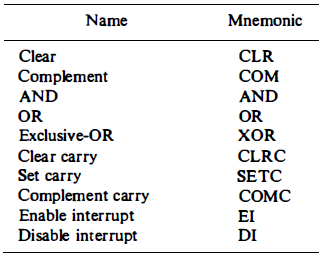 Name Mnemonic
Clear CLR
Complement COM
AND AND
OR OR
Exclusive-OR XOR
Clear carry CLRC
Set carry SETC
Complement carry COMC
Enable interrupt EI
Disable interrupt DI